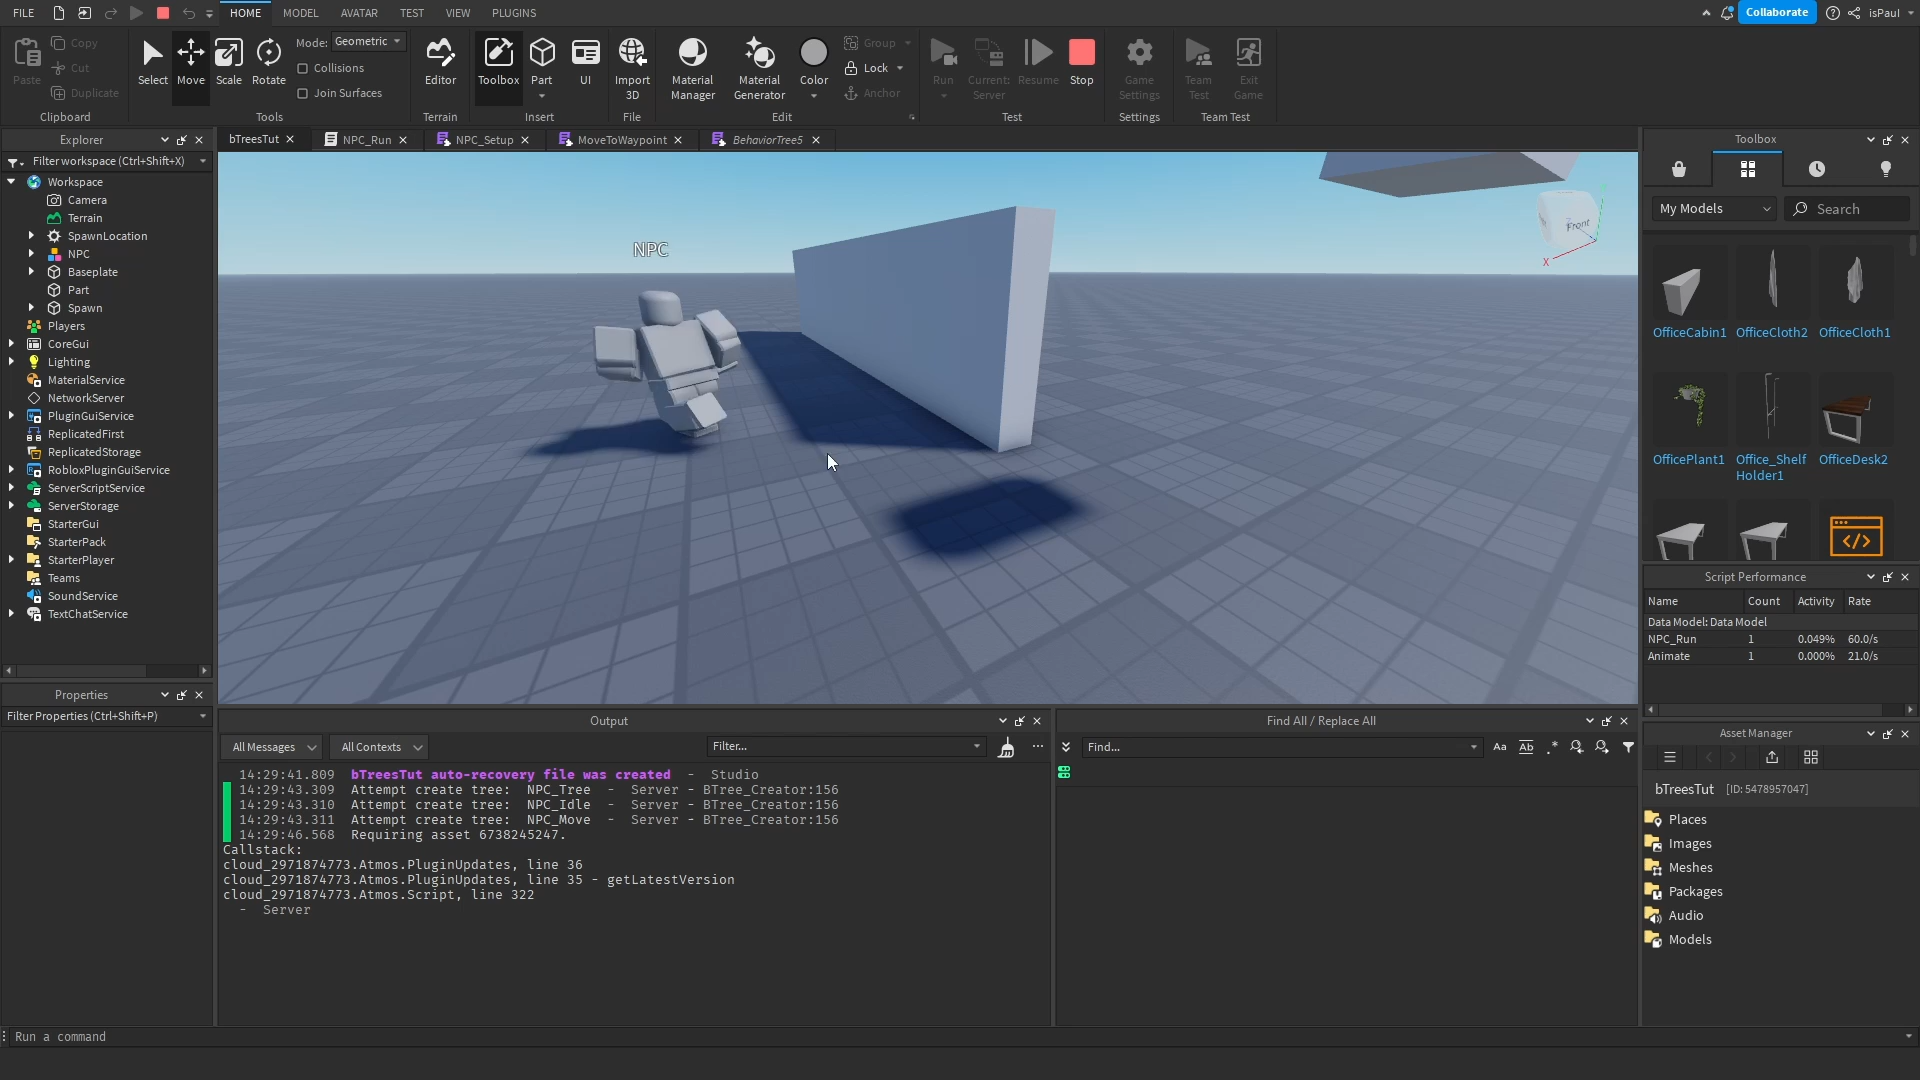 FILE
HOME
MODEL
AVATAR
TEST
VIEW
PLUGINS
Collaborate
isPaul
Paste
Copy
Cut
Duplicate
Clipboard
Select
Move
Scale
Rotate
Mode: Geometric
Collisions
Join Surfaces
Tools
Editor
Terrain
Toolbox
Part
UI
Insert
Import
3D
File
Material
Manager
Material
Generator
Color
Group
Lock
Anchor
Edit
Run
Current:
Server
Resume
Stop
Test
Game
Settings
Settings
Team
Test
Exit
Game
Team Test
Explorer
Filter workspace (Ctrl+Shift+X)
Workspace
Camera
Terrain
SpawnLocation
NPC
Baseplate
Part
Spawn
Players
CoreGui
Lighting
MaterialService
NetworkServer
PluginGuiService
ReplicatedFirst
ReplicatedStorage
RobloxPluginGuiService
ServerScriptService
ServerStorage
StarterGui
StarterPack
StarterPlayer
Teams
SoundService
TextChatService
Properties
Filter Properties (Ctrl+Shift+P)
bTreesTut
NPC_Run
NPC_Setup
MoveToWaypoint
BehaviorTree5
NPC
Front
X
Output
All Messages
All Contexts
Filter...
14:29:41.809 bTreesTut auto-recovery file was created - Studio
14:29:43.309 Attempt create tree: NPC_Tree - Server - BTree_Creator:156
14:29:43.310 Attempt create tree: NPC_Idle - Server - BTree_Creator:156
14:29:43.311 Attempt create tree: NPC_Move - Server - BTree_Creator:156
14:29:46.568 Requiring asset 6738245247.
Callstack:
cloud_2971874773.Atmos.PluginUpdates, line 36
cloud_2971874773.Atmos.PluginUpdates, line 35 - getLatestVersion
cloud_2971874773.Atmos.Script, line 322
- Server
Find All / Replace All
Find...
Aa
Ab
.*
Toolbox
My Models
Search
OfficeCabin1
OfficeCloth2
OfficeCloth1
OfficePlant1
Office_Shelf
Holder1
OfficeDesk2
Script Performance
Name Count Activity Rate
Data Model: Data Model
NPC_Run 1 0.049% 60.0/s
Animate 1 0.000% 21.0/s
Asset Manager
bTreesTut [ID: 5478957047]
Places
Images
Meshes
Packages
Audio
Models
Run a command